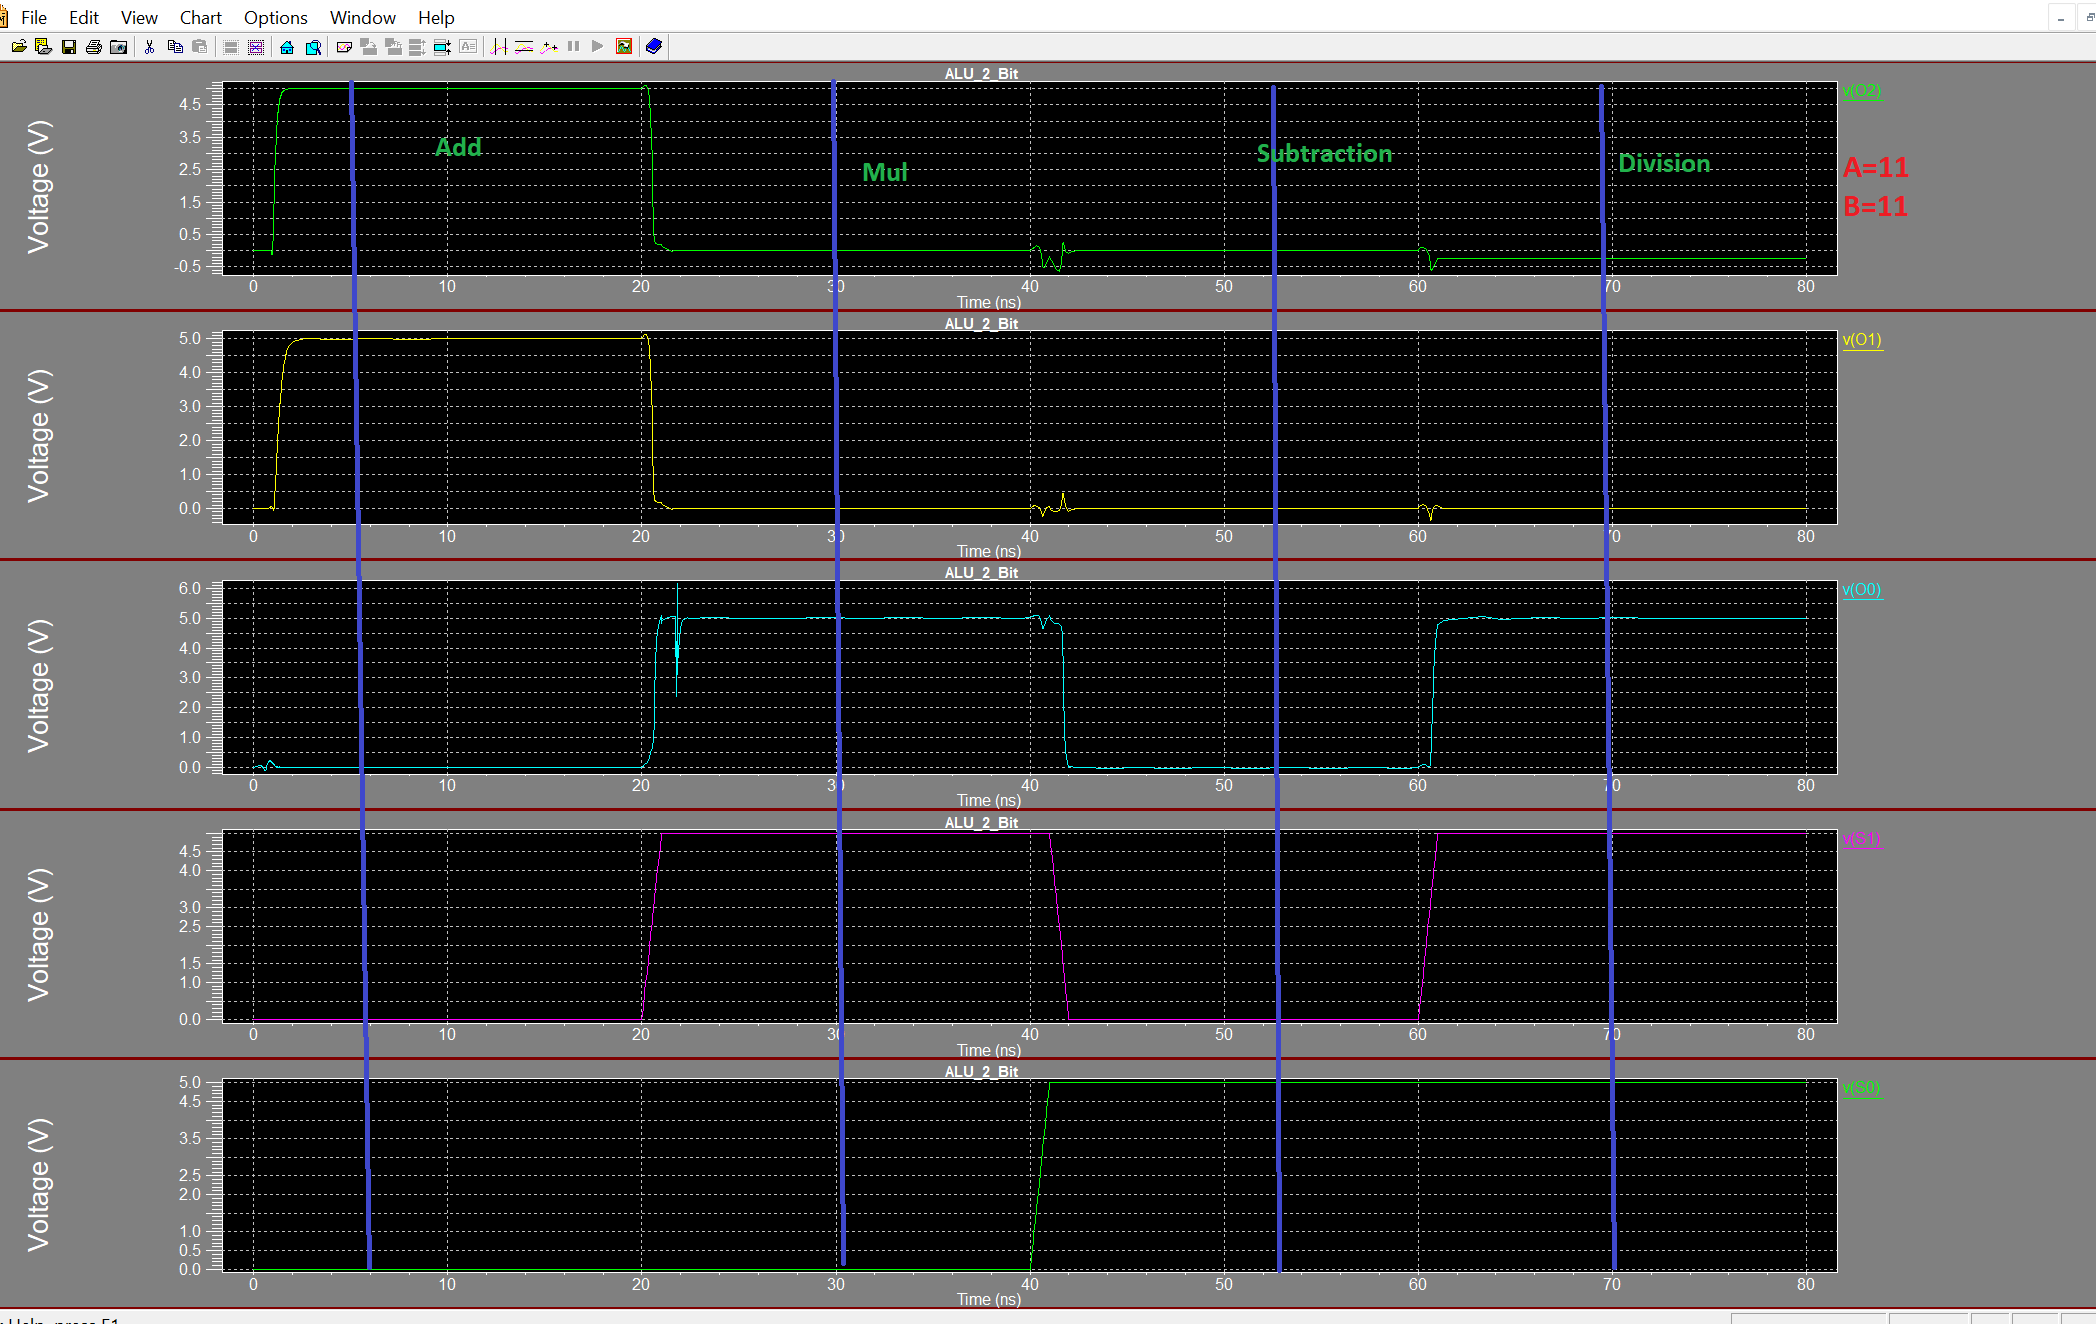 File Edit View Chart Options Window Help
ALU_2_Bit
Voltage (V)
4.5
3.5
2.5
1.5
0.5
-0.5
Add
Mul
Subtraction
Division
v(O2)
A=11
B=11
0 10 20 30 40 50 60 70 80
Time (ns)
ALU_2_Bit
Voltage (V)
5.0
4.0
3.0
2.0
1.0
0.0
v(O1)
0 10 20 30 40 50 60 70 80
Time (ns)
ALU_2_Bit
Voltage (V)
6.0
5.0
4.0
3.0
2.0
1.0
0.0
v(O0)
0 10 20 30 40 50 60 70 80
Time (ns)
ALU_2_Bit
Voltage (V)
4.5
4.0
3.0
2.5
1.5
1.0
0.0
v(S1)
0 10 20 30 40 50 60 70 80
Time (ns)
ALU_2_Bit
Voltage (V)
5.0
4.5
3.5
2.5
2.0
1.0
0.5
0.0
v(S0)
0 10 20 30 40 50 60 70 80
Time (ns)
Help, press F1